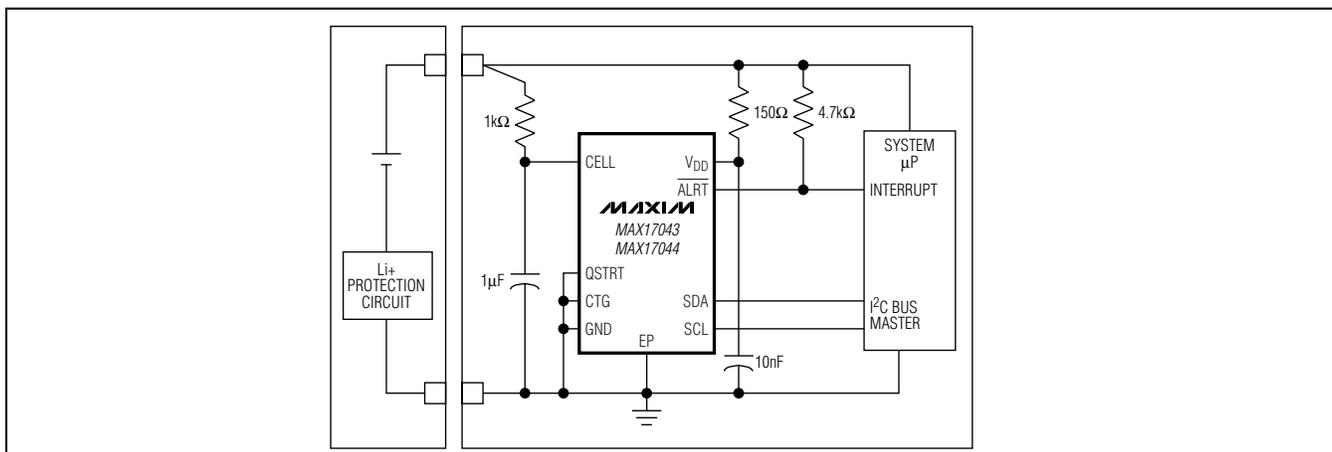 1kΩ
150Ω
4.7kΩ
SYSTEM
μP
CELL
VDD
ALRT
INTERRUPT
MAXIM
MAX17043
MAX17044
Li+
PROTECTION
CIRCUIT
1μF
QSTRT
CTG
SDA
I²C BUS
MASTER
GND
SCL
EP
10nF